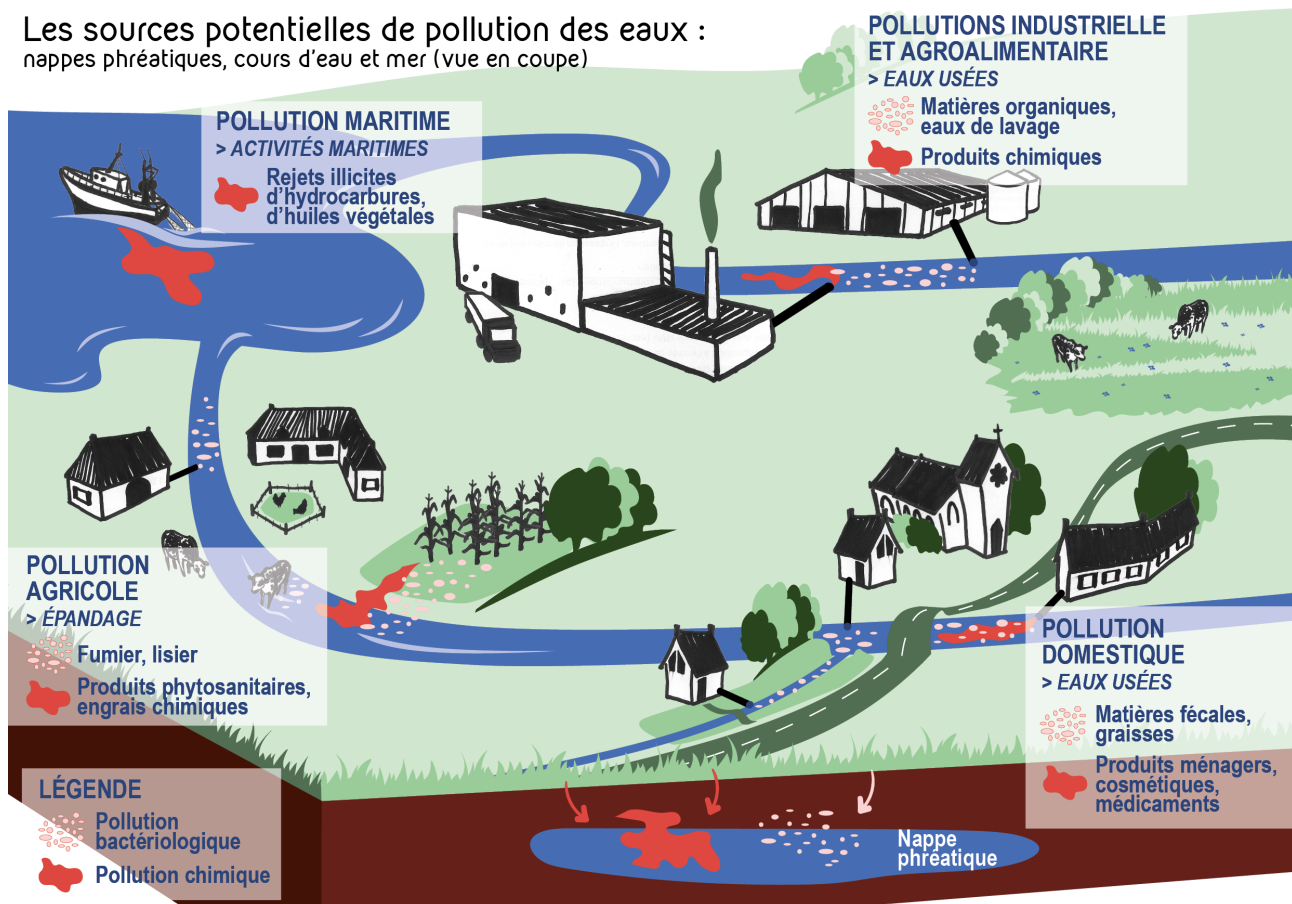 Les sources potentielles de pollution des eaux :
nappes phréatiques, cours d'eau et mer (vue en coupe)
POLLUTIONS INDUSTRIELLE
ET AGROALIMENTAIRE
> EAUX USÉES
Matières organiques,
eaux de lavage
Produits chimiques
POLLUTION MARITIME
> ACTIVITÉS MARITIMES
Rejets illicites
d'hydrocarbures,
d'huiles végétales
POLLUTION
AGRICOLE
> ÉPANDAGE
Fumier, lisier
Produits phytosanitaires,
engrais chimiques
POLLUTION
DOMESTIQUE
> EAUX USÉES
Matières fécales,
graisses
Produits ménagers,
cosmétiques,
médicaments
LÉGENDE
Pollution
bactériologique
Pollution chimique
Nappe
phréatique